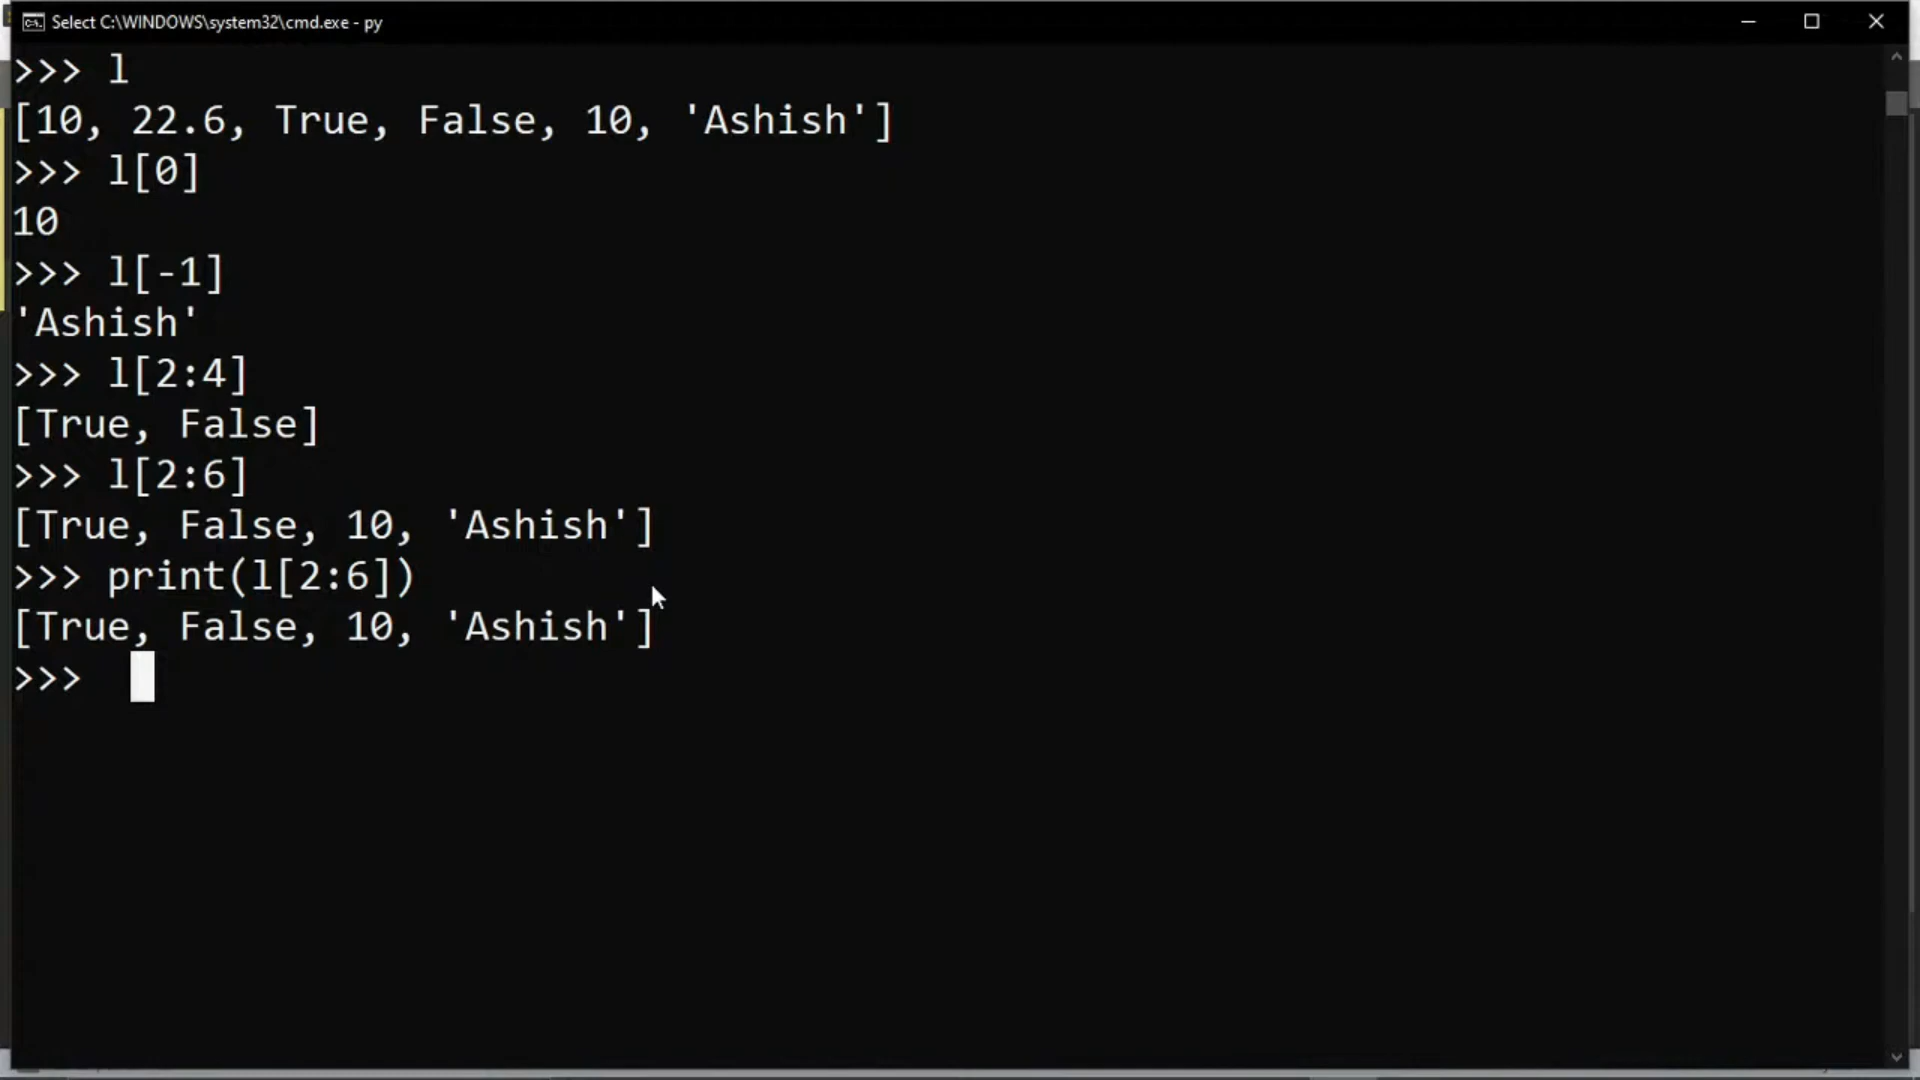 Select C:\WINDOWS\system32\cmd.exe - py
>>> l
[10, 22.6, True, False, 10, 'Ashish']
>>> l[0]
10
>>> l[-1]
'Ashish'
>>> l[2:4]
[True, False]
>>> l[2:6]
[True, False, 10, 'Ashish']
>>> print(l[2:6])
[True, False, 10, 'Ashish']
>>>